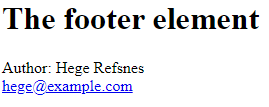 The footer element
Author: Hege Refsnes
hege@example.com